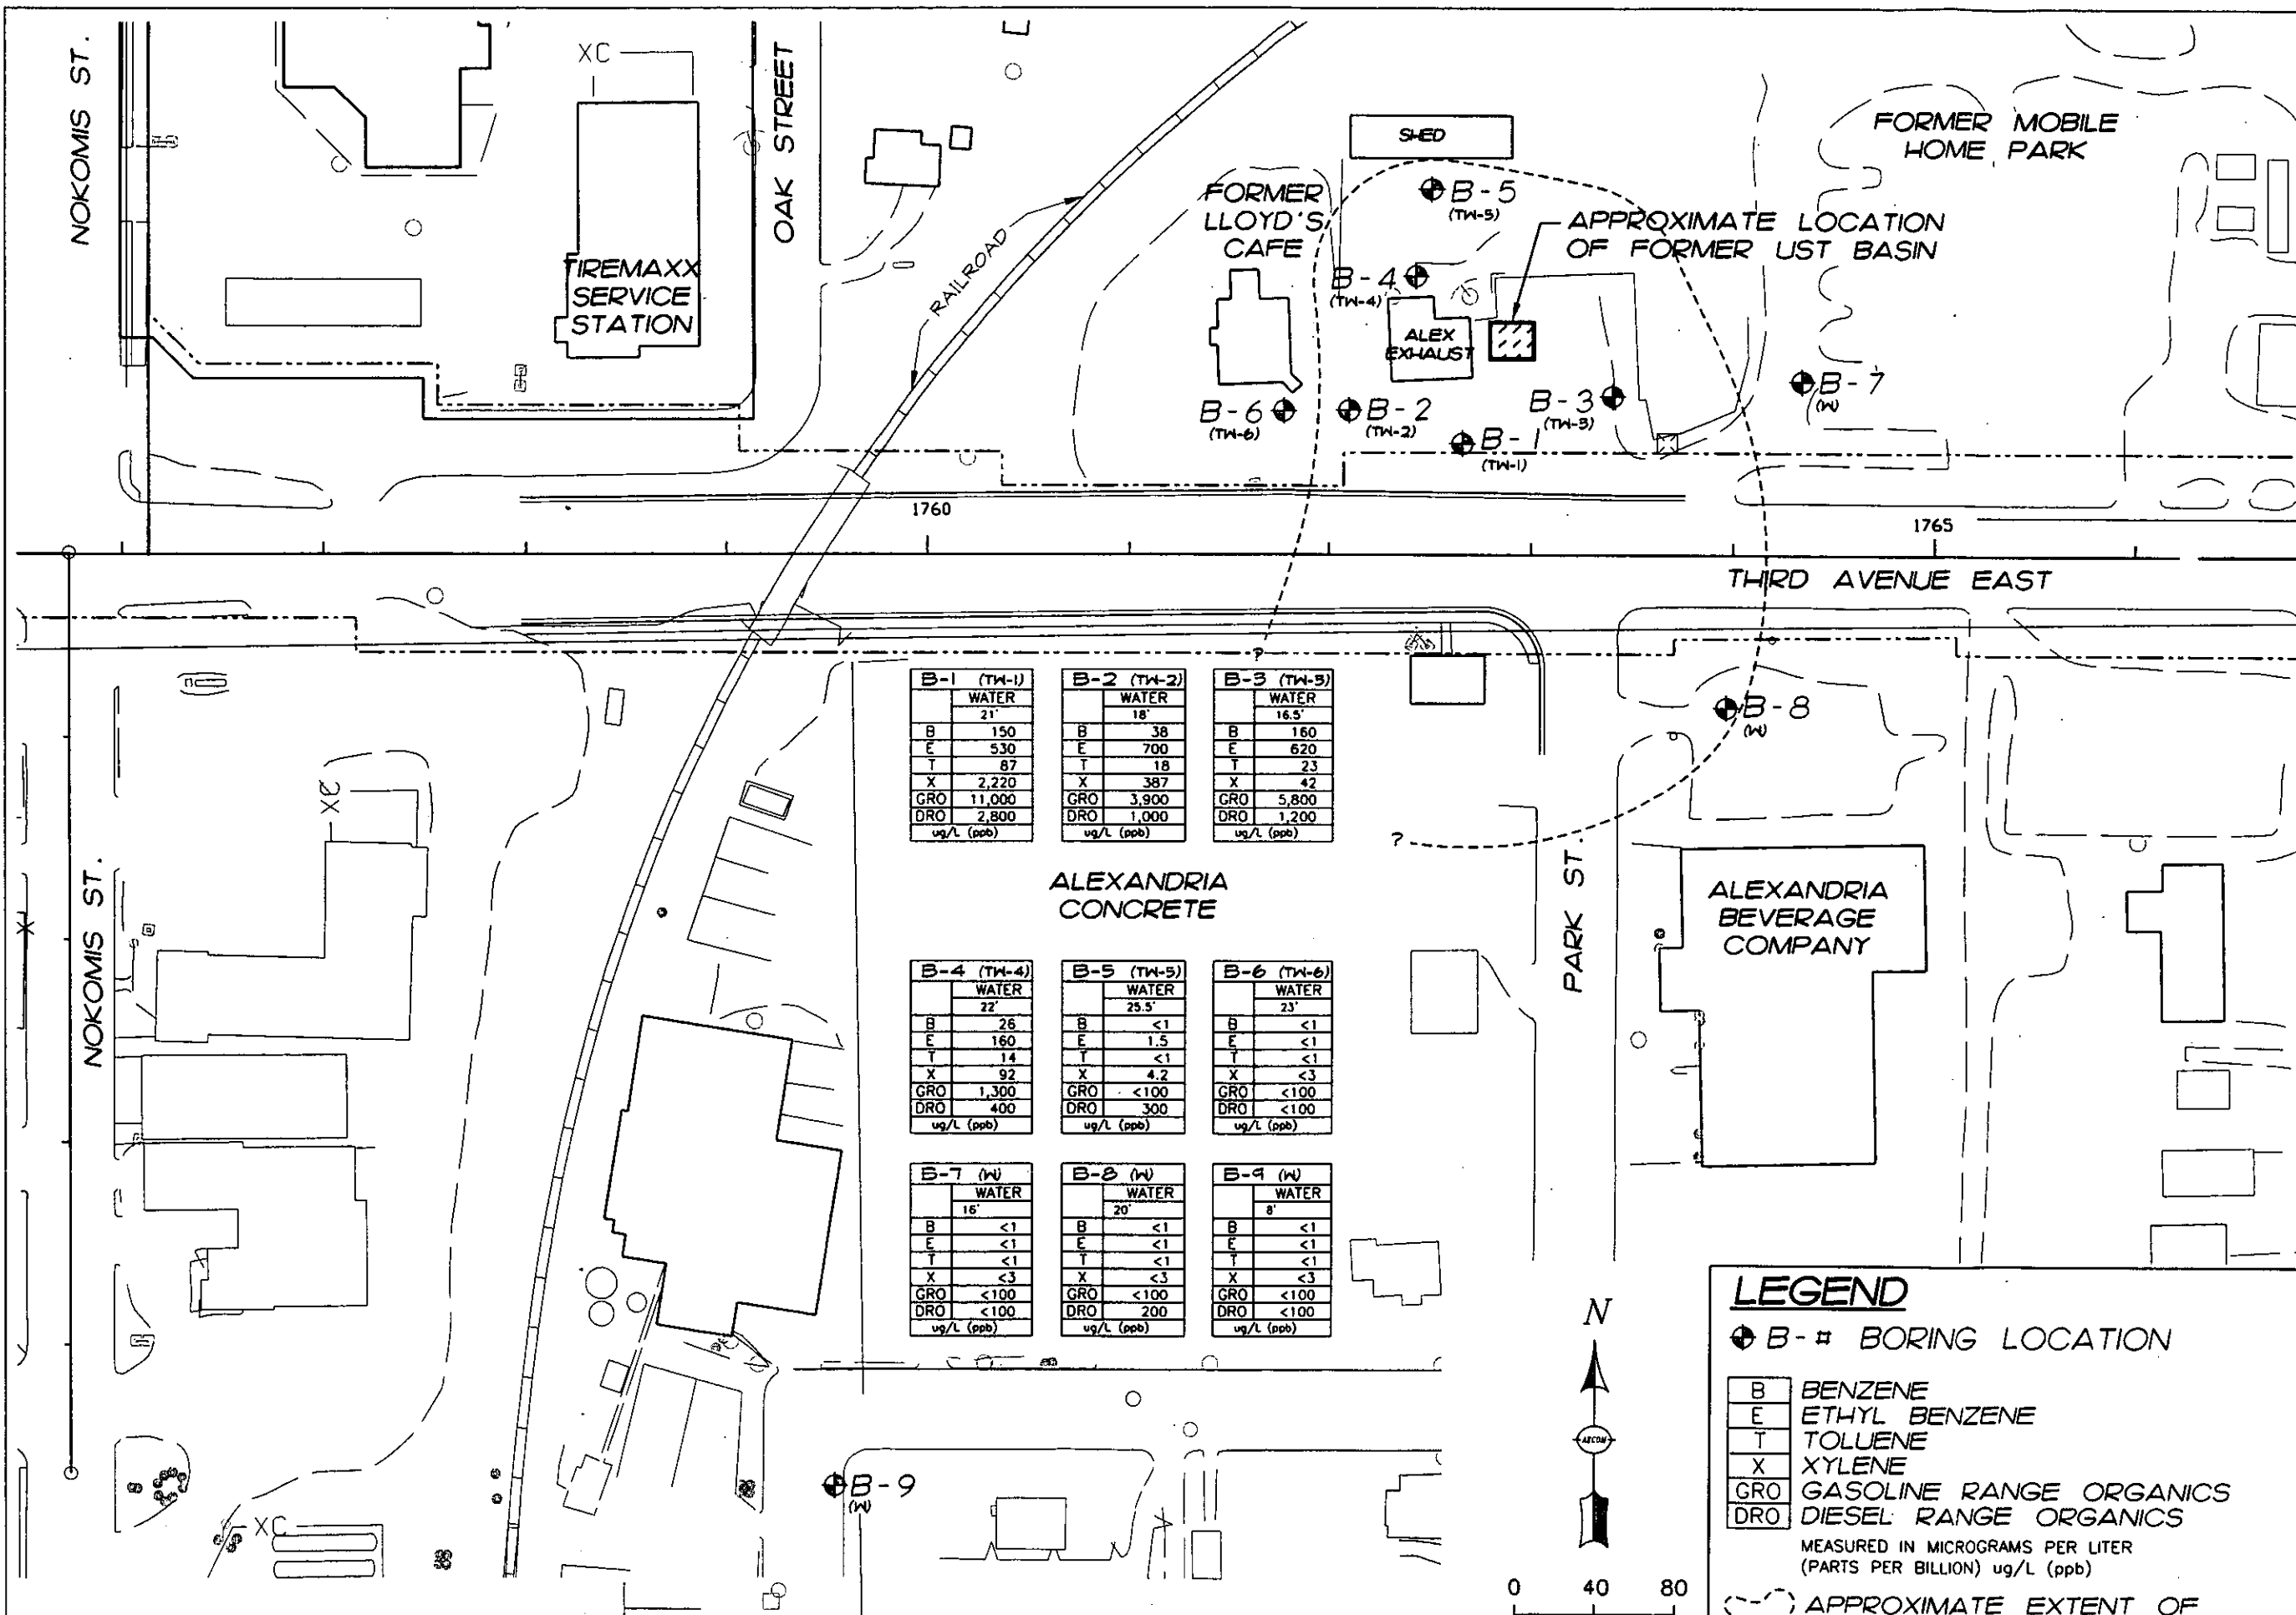 NOKOMIS ST.
XC
OAK STREET
TIREMAXX
SERVICE
STATION
RAILROAD
SHED
FORMER MOBILE
HOME PARK
FORMER
LLOYD'S
CAFE
B-5
(TW-5)
APPROXIMATE LOCATION
OF FORMER UST BASIN
B-4
(TW-4)
ALEX
EXHAUST
B-6
(TW-6)
B-2
(TW-2)
B-1
(TW-1)
B-3
(TW-3)
B-7
(W)
1760
1765
THIRD AVENUE EAST
?
B-8
(W)
?
B-1 (TW-1)
WATER
21'
B 150
E 530
T 87
X 2,220
GRO 11,000
DRO 2,800
ug/L (ppb)
B-2 (TW-2)
WATER
18'
B 38
E 700
T 18
X 387
GRO 3,900
DRO 1,000
ug/L (ppb)
B-3 (TW-3)
WATER
16.5'
B 160
E 620
T 23
X 42
GRO 5,800
DRO 1,200
ug/L (ppb)
XC
X
NOKOMIS ST.
ALEXANDRIA
CONCRETE
PARK ST.
ALEXANDRIA
BEVERAGE
COMPANY
B-4 (TW-4)
WATER
22'
B 26
E 160
T 14
X 92
GRO 1,300
DRO 400
ug/L (ppb)
B-5 (TW-5)
WATER
25.5'
B <1
E 1.5
T <1
X 4.2
GRO <100
DRO 300
ug/L (ppb)
B-6 (TW-6)
WATER
23'
B <1
E <1
T <1
X <3
GRO <100
DRO <100
ug/L (ppb)
B-7 (W)
WATER
16'
B <1
E <1
T <1
X <3
GRO <100
DRO <100
ug/L (ppb)
B-8 (W)
WATER
20'
B <1
E <1
T <1
X <3
GRO <100
DRO 200
ug/L (ppb)
B-9 (W)
WATER
8'
B <1
E <1
T <1
X <3
GRO <100
DRO <100
ug/L (ppb)
B-9
(W)
XC
N
AECOM
0 40 80
LEGEND
B-# BORING LOCATION
B BENZENE
E ETHYL BENZENE
T TOLUENE
X XYLENE
GRO GASOLINE RANGE ORGANICS
DRO DIESEL RANGE ORGANICS
MEASURED IN MICROGRAMS PER LITER
(PARTS PER BILLION) ug/L (ppb)
APPROXIMATE EXTENT OF